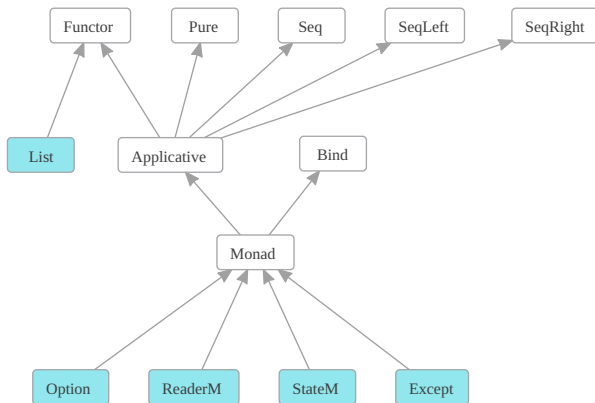 Functor
Pure
Seq
SeqLeft
SeqRight
List
Applicative
Bind
Monad
Option
ReaderM
StateM
Except